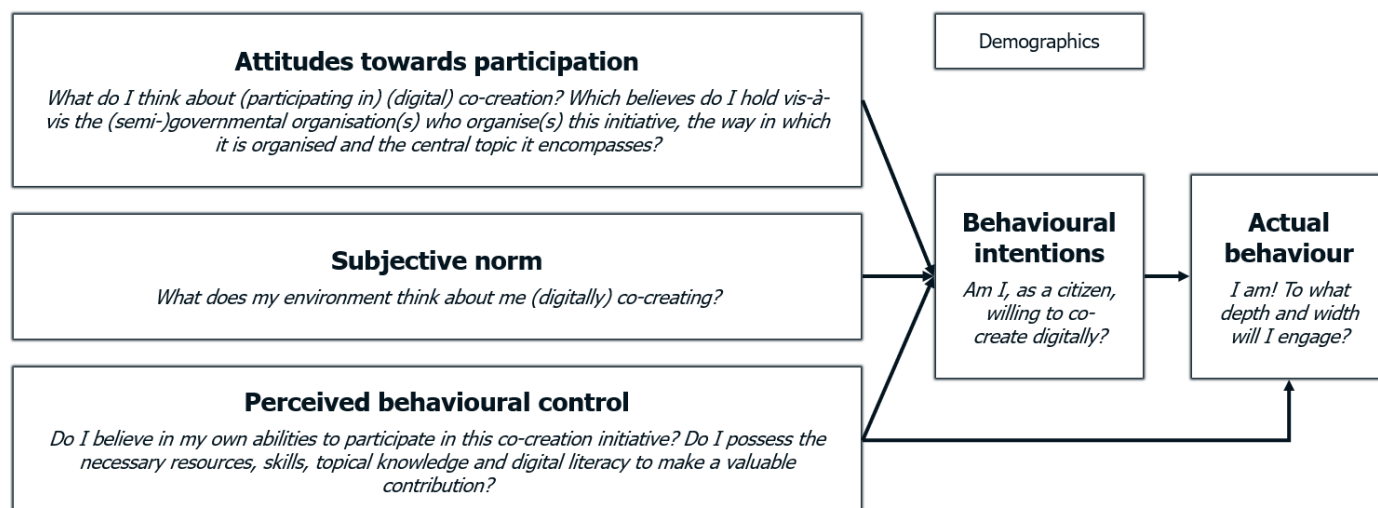 Attitudes towards participation
What do I think about (participating in) (digital) co-creation? Which believes do I hold vis-à-
vis the (semi-)governmental organisation(s) who organise(s) this initiative, the way in which
it is organised and the central topic it encompasses?
Demographics
Subjective norm
What does my environment think about me (digitally) co-creating?
Perceived behavioural control
Do I believe in my own abilities to participate in this co-creation initiative? Do I possess the
necessary resources, skills, topical knowledge and digital literacy to make a valuable
contribution?
Behavioural
intentions
Am I, as a citizen,
willing to co-
create digitally?
Actual
behaviour
I am! To what
depth and width
will I engage?